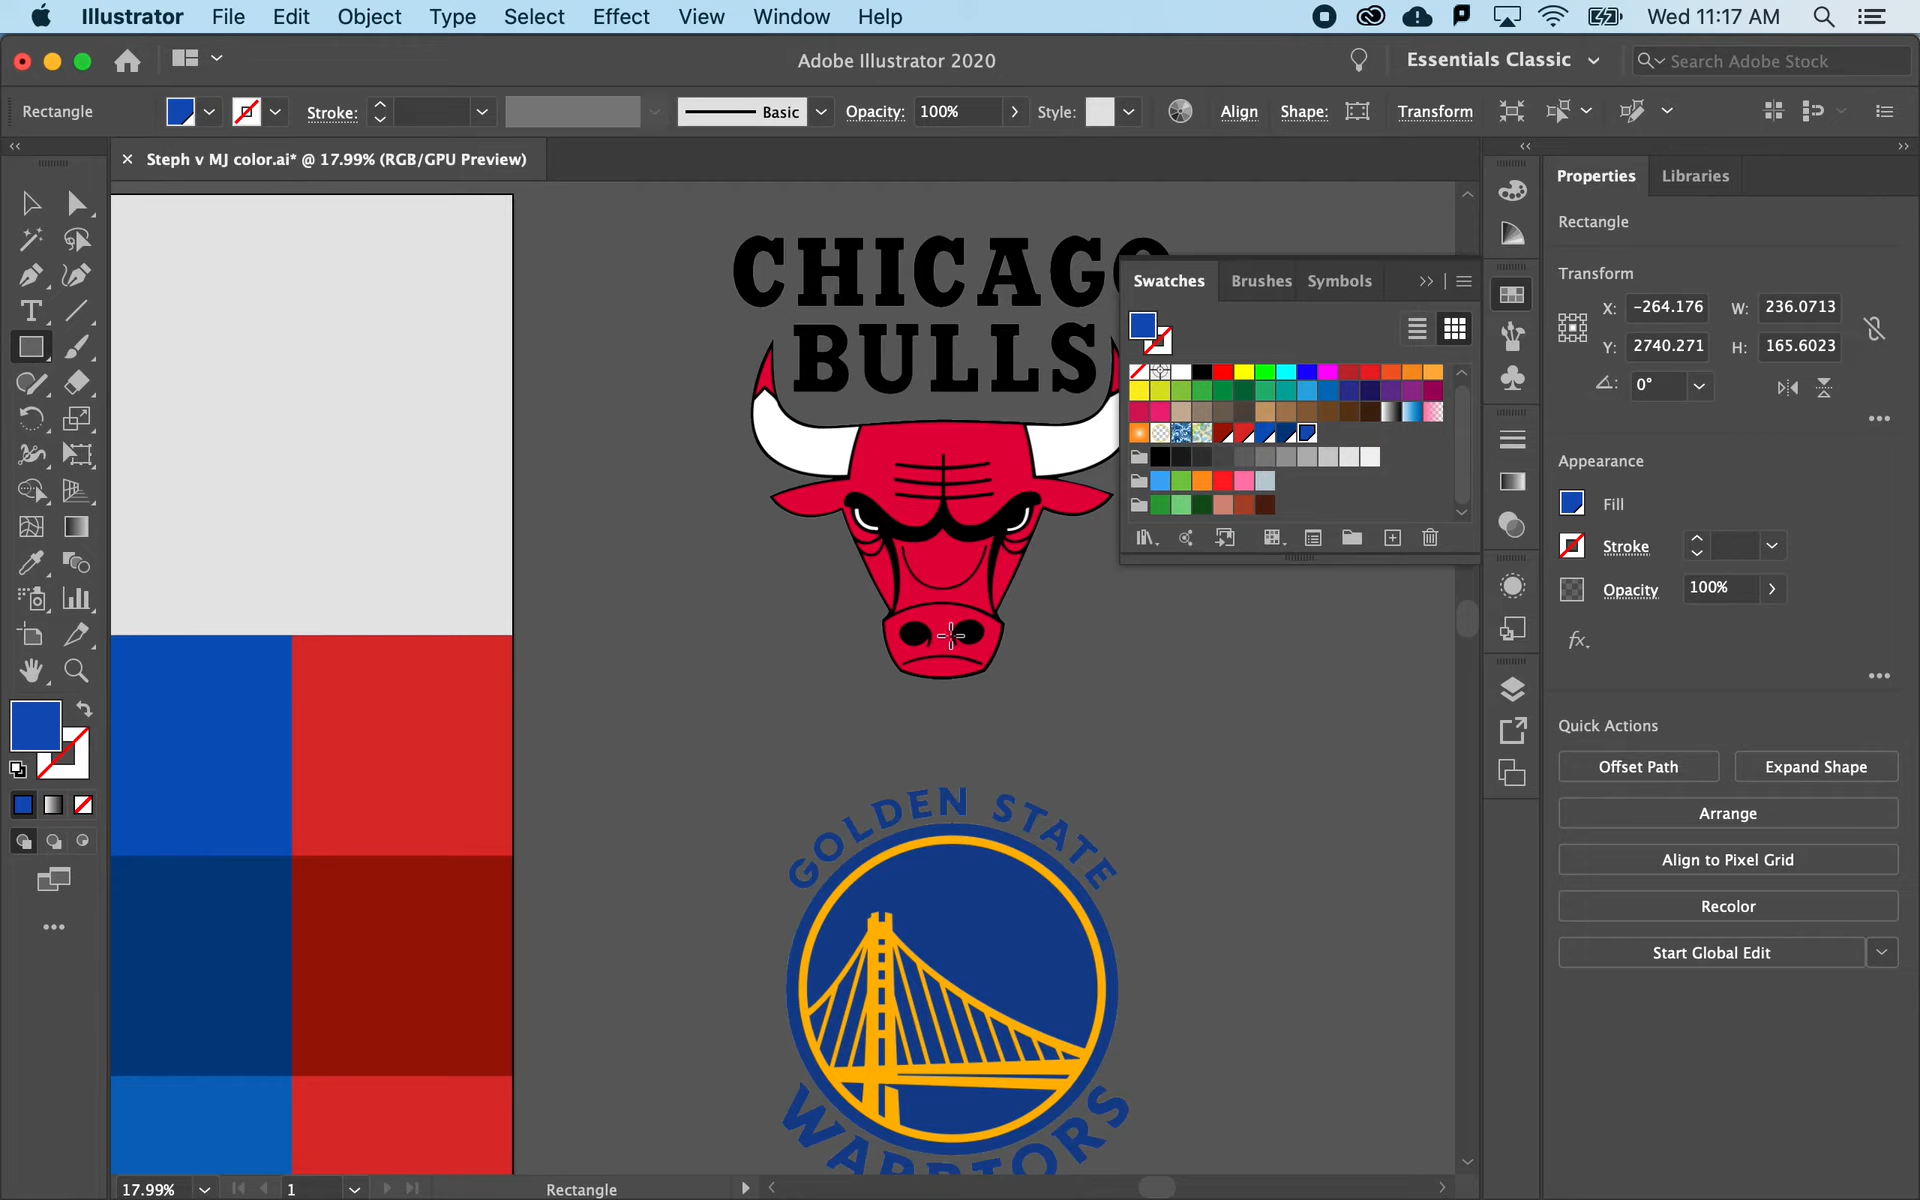 Illustrator File Edit Object Type Select Effect View Window Help Wed 11:17 AM
Adobe Illustrator 2020 Essentials Classic Search Adobe Stock
Rectangle Stroke: Basic Opacity: 100% Style: Align Shape: Transform
× Steph v MJ color.ai* @ 17.99% (RGB/GPU Preview)
Properties Libraries
Rectangle
Transform
X: -264.176 W: 236.0713
Y: 2740.271 H: 165.6023
0°
Appearance
Fill
Stroke
Opacity 100%
fx
Quick Actions
Offset Path Expand Shape
Arrange
Align to Pixel Grid
Recolor
Start Global Edit
Swatches Brushes Symbols
CHICAGO
BULLS
GOLDEN STATE
WARRIORS
17.99% 1 Rectangle